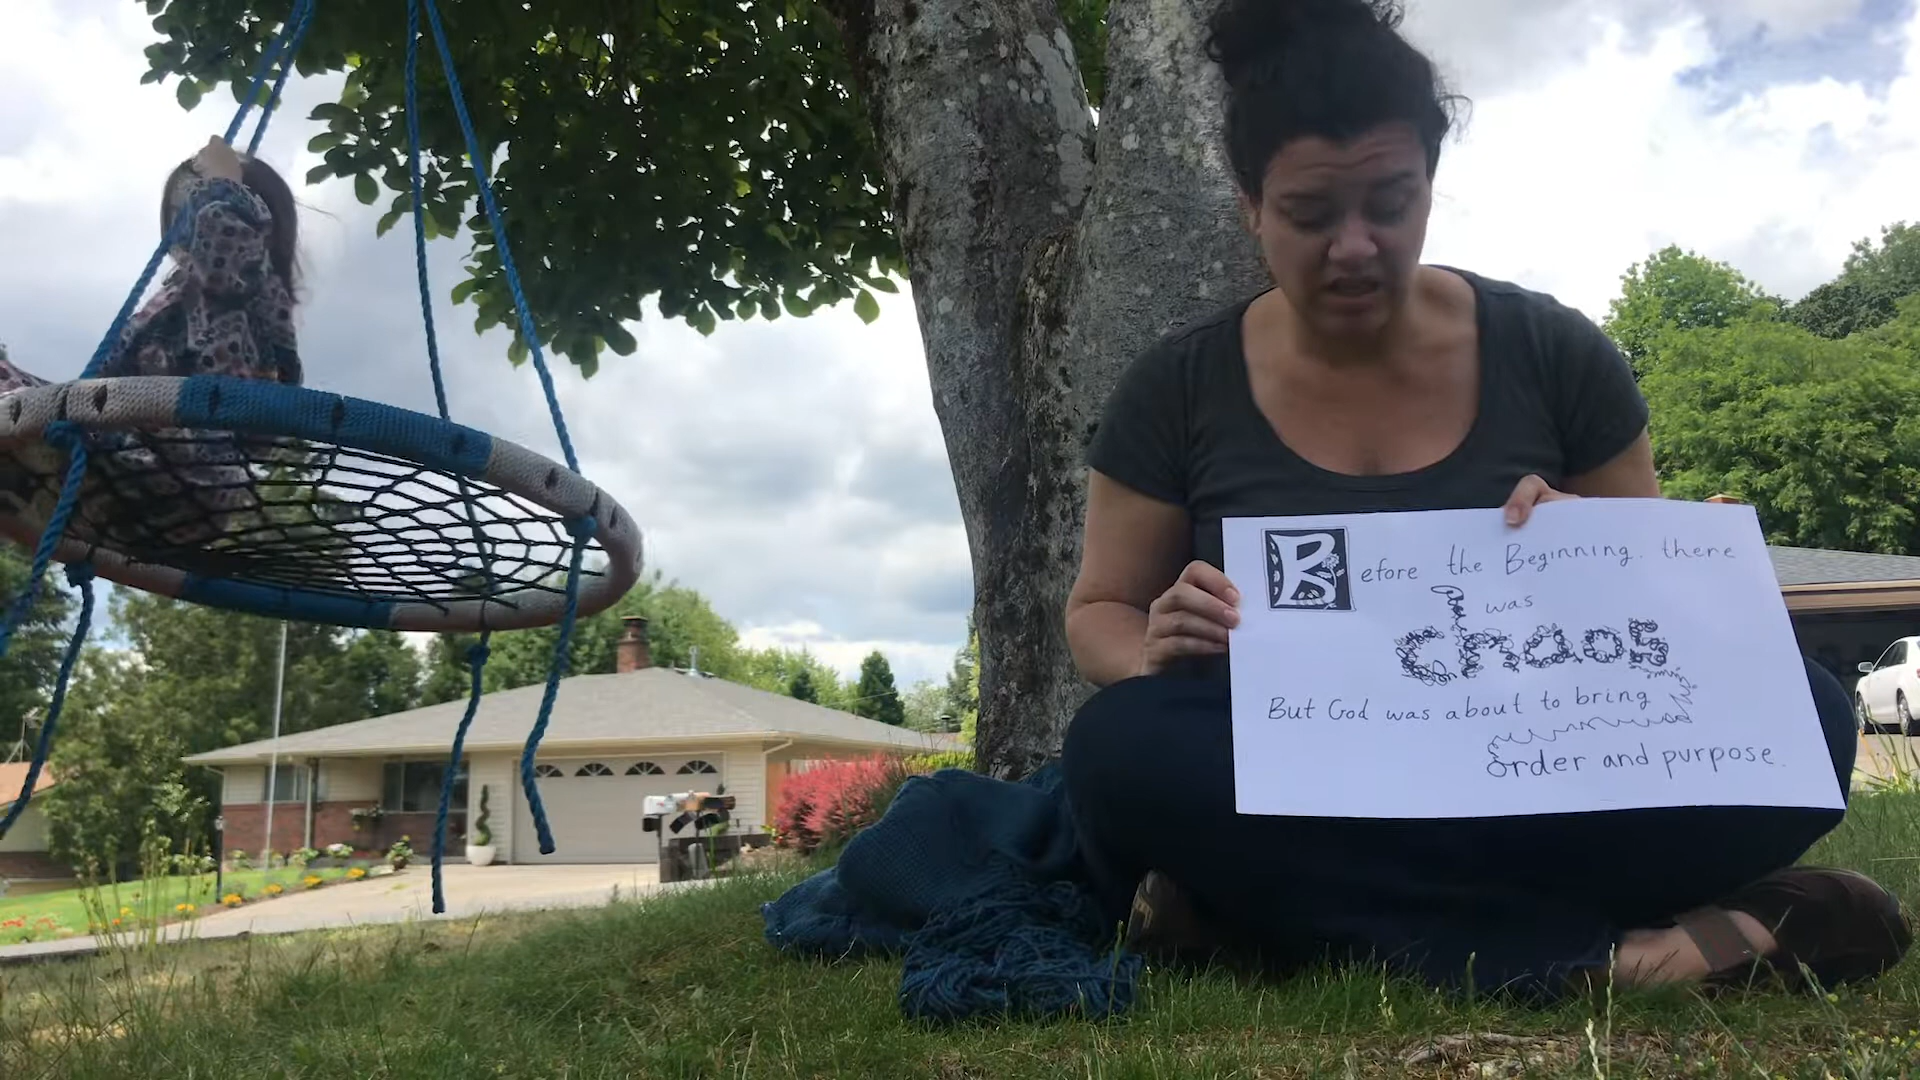 Before the Beginning. there
was
chaos
But God was about to bring
order and purpose.